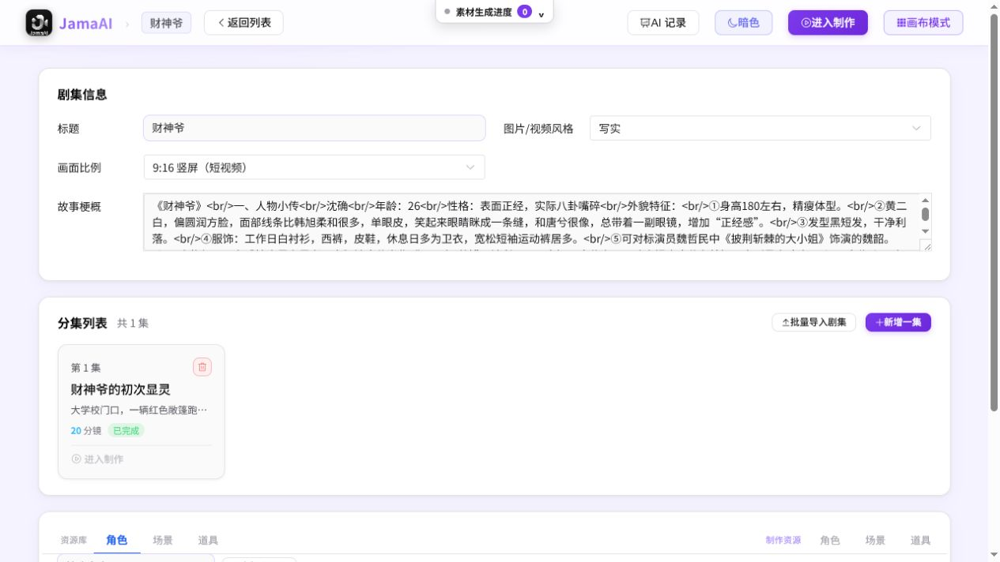 JamaAI
JamaAI
财神爷
返回列表
素材生成进度 0
AI 记录
暗色
进入制作
画布模式
剧集信息
标题
财神爷
图片/视频风格
写实
画面比例
9:16 竖屏（短视频）
故事梗概
《财神爷》<br/>一、人物小传<br/>沈确<br/>年龄：26<br/>性格：表面正经，实际八卦嘴碎<br/>外貌特征：<br/>①身高180左右，精瘦体型。<br/>②黄二
白，偏圆润方脸，面部线条比韩旭柔和很多，单眼皮，笑起来眼睛眯成一条缝，和唐兮很像，总带着一副眼镜，增加“正经感”。<br/>③发型黑短发，干净利
落。<br/>④服饰：工作日白衬衫，西裤，皮鞋，休息日多为卫衣，宽松短袖运动裤居多。<br/>⑤可对标演员魏哲民中《披荆斩棘的大小姐》饰演的魏韶。
分集列表 共 1 集
批量导入剧集
新增一集
第 1 集
财神爷的初次显灵
大学校门口，一辆红色敞篷跑…
20 分镜 已完成
进入制作
资源库 角色 场景 道具
制作资源 角色 场景 道具